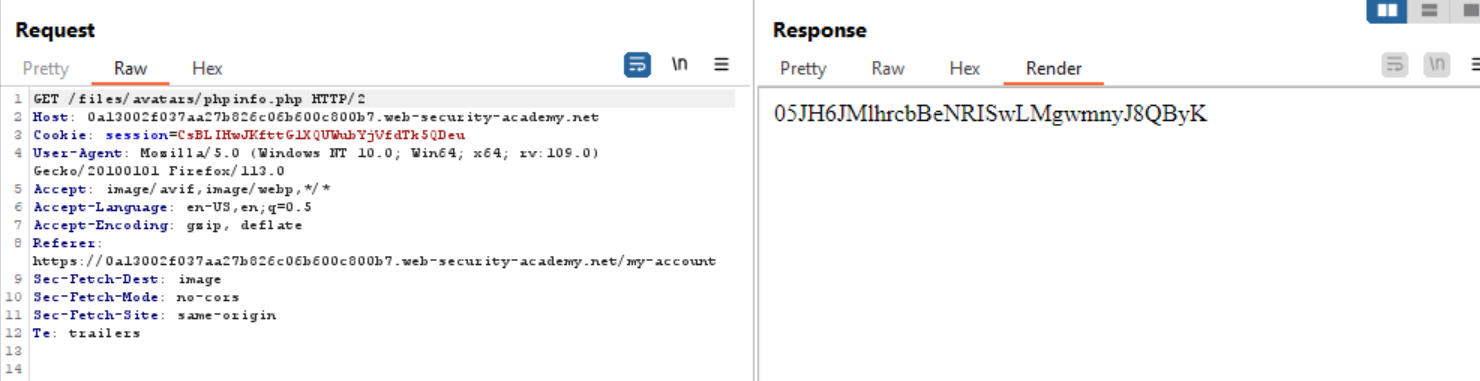 Request
Pretty Raw Hex
\n
1 GET /files/avatars/phpinfo.php HTTP/2
2 Host: 0a13002f037aa27b826c06b600c800b7.web-security-academy.net
3 Cookie: session=CsBLIHwJKfttGlXQUWubYjVfdTk5QDeu
4 User-Agent: Mozilla/5.0 (Windows NT 10.0; Win64; x64; rv:109.0)
Gecko/20100101 Firefox/113.0
5 Accept: image/avif,image/webp,*/*
6 Accept-Language: en-US,en;q=0.5
7 Accept-Encoding: gzip, deflate
8 Referer:
https://0a13002f037aa27b826c06b600c800b7.web-security-academy.net/my-account
9 Sec-Fetch-Dest: image
10 Sec-Fetch-Mode: no-cors
11 Sec-Fetch-Site: same-origin
12 Te: trailers
13
14
Response
Pretty Raw Hex Render
\n
05JH6JMlhrcbBeNRISwLMgwmnyJ8QByK